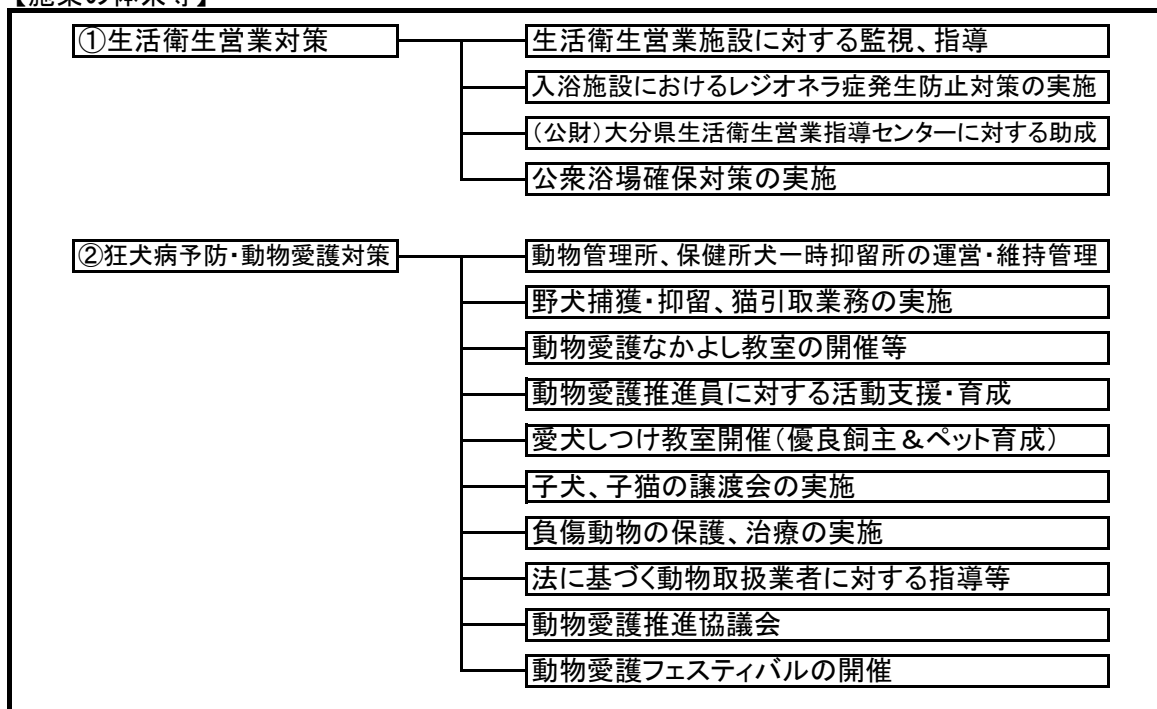 【施策の体系等】
①生活衛生営業対策
生活衛生営業施設に対する監視、指導
入浴施設におけるレジオネラ症発生防止対策の実施
(公財)大分県生活衛生営業指導センターに対する助成
公衆浴場確保対策の実施
②狂犬病予防・動物愛護対策
動物管理所、保健所犬一時抑留所の運営・維持管理
野犬捕獲・抑留、猫引取業務の実施
動物愛護なかよし教室の開催等
動物愛護推進員に対する活動支援・育成
愛犬しつけ教室開催(優良飼主&ペット育成)
子犬、子猫の譲渡会の実施
負傷動物の保護、治療の実施
法に基づく動物取扱業者に対する指導等
動物愛護推進協議会
動物愛護フェスティバルの開催